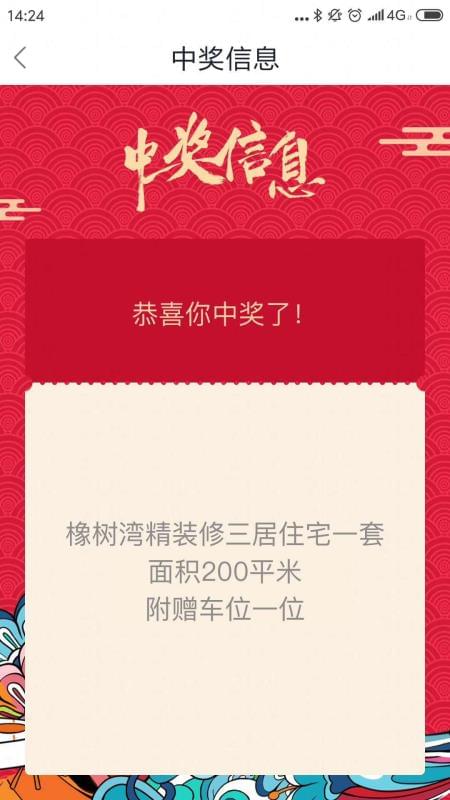 14:24
4G
中奖信息
中奖信息
恭喜你中奖了!
橡树湾精装修三居住宅一套
面积200平米
附赠车位一位